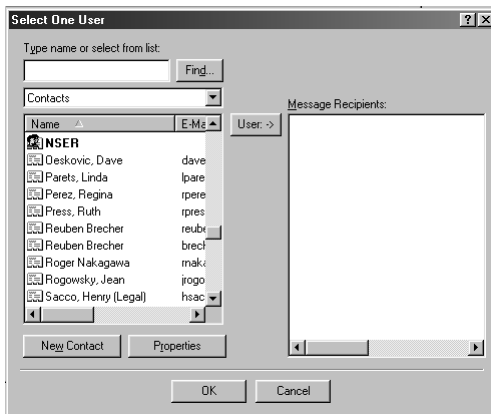 Select One User
Type name or select from list:
Find...
Contacts
Message Recipients:
Name E-Ma
User: ->
NSER
Oeskovic, Dave dave
Parets, Linda lpare
Perez, Regina rpere
Press, Ruth rpres
Reuben Brecher reube
Reuben Brecher brech
Roger Nakagawa rnaka
Rogowsky, Jean jrogo
Sacco, Henry (Legal) hsac
New Contact Properties
OK Cancel